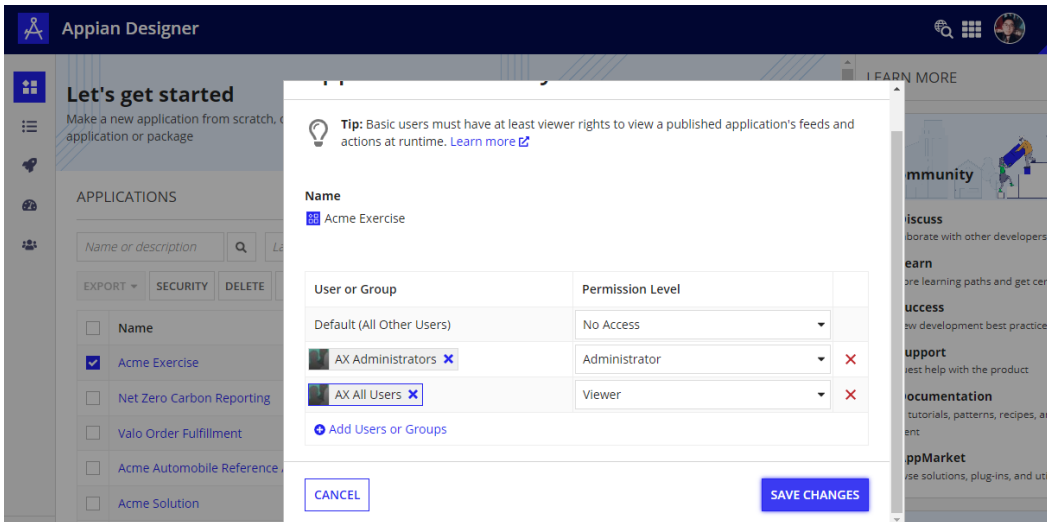 Appian Designer
LEARN MORE
Let's get started
Make a new application from scratch,
application or package
Tip: Basic users must have at least viewer rights to view a published application's feeds and
actions at runtime. Learn more
mmunity
APPLICATIONS
Name
Acme Exercise
iscuss
borate with other developers
Name or description
earn
ore learning paths and get cer
EXPORT
SECURITY
DELETE
User or Group
Permission Level
uccess
ew development best practice
Name
Default (All Other Users)
No Access
upport
uest help with the product
Acme Exercise
AX Administrators
Administrator
Net Zero Carbon Reporting
AX All Users
Viewer
ocumentation
tutorials, patterns, recipes, a
ent
Valo Order Fulfillment
Add Users or Groups
ppMarket
Acme Automobile Reference
wse solutions, plug-ins, and uti
Acme Solution
CANCEL
SAVE CHANGES